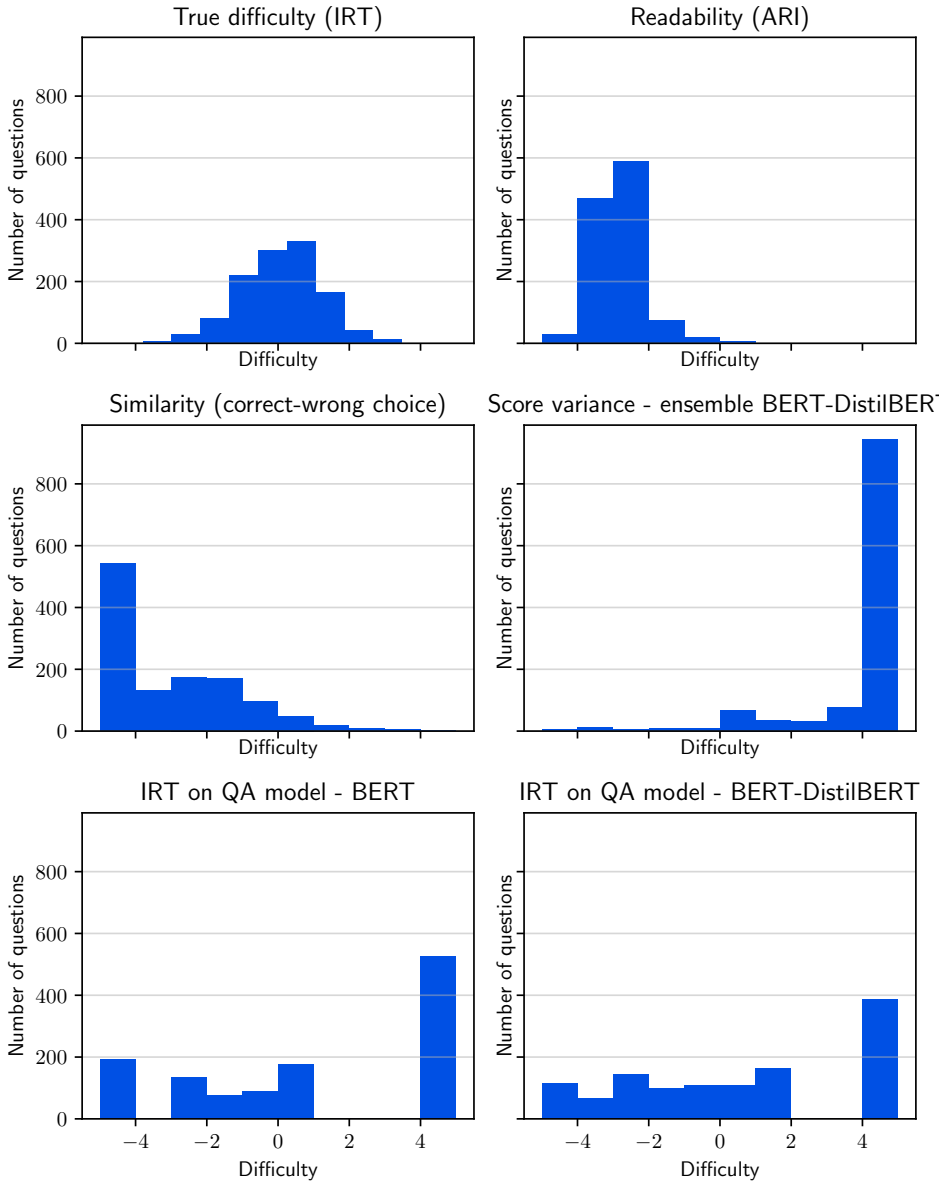 True difficulty (IRT)
Readability (ARI)
Number of questions
800
600
400
200
0
Difficulty
Number of questions
Difficulty
Similarity (correct-wrong choice)
Score variance - ensemble BERT-DistilBERT
Number of questions
800
600
400
200
0
Difficulty
Number of questions
Difficulty
IRT on QA model - BERT
IRT on QA model - BERT-DistilBERT
Number of questions
800
600
400
200
0
−4 −2 0 2 4
Difficulty
Number of questions
−4 −2 0 2 4
Difficulty